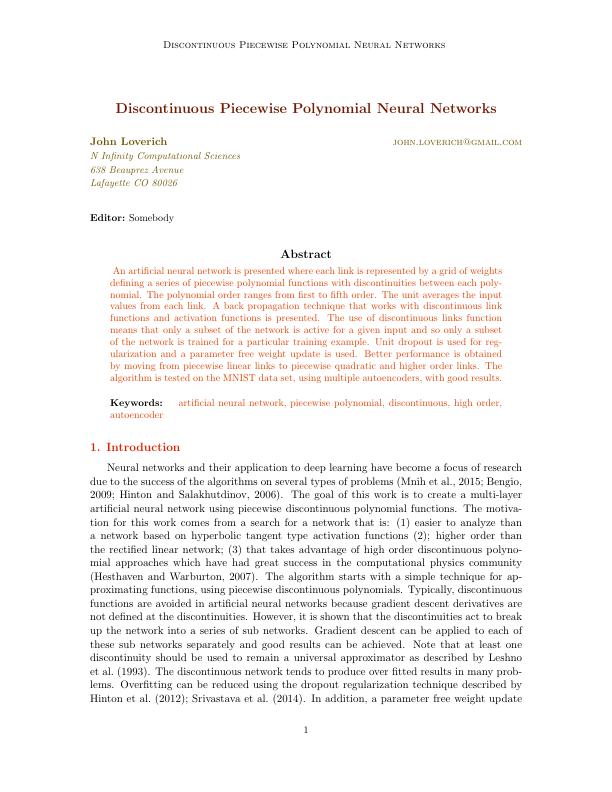 Discontinuous Piecewise Polynomial Neural Networks
Discontinuous Piecewise Polynomial Neural Networks
John Loverich john.loverich@gmail.com
N Infinity Computational Sciences
638 Beauprez Avenue
Lafayette CO 80026
Editor: Somebody
Abstract
An artificial neural network is presented where each link is represented by a grid of weights
defining a series of piecewise polynomial functions with discontinuities between each poly-
nomial. The polynomial order ranges from first to fifth order. The unit averages the input
values from each link. A back propagation technique that works with discontinuous link
functions and activation functions is presented. The use of discontinuous links function
means that only a subset of the network is active for a given input and so only a subset
of the network is trained for a particular training example. Unit dropout is used for reg-
ularization and a parameter free weight update is used. Better performance is obtained
by moving from piecewise linear links to piecewise quadratic and higher order links. The
algorithm is tested on the MNIST data set, using multiple autoencoders, with good results.
Keywords: artificial neural network, piecewise polynomial, discontinuous, high order,
autoencoder
1. Introduction
Neural networks and their application to deep learning have become a focus of research
due to the success of the algorithms on several types of problems (Mnih et al., 2015; Bengio,
2009; Hinton and Salakhutdinov, 2006). The goal of this work is to create a multi-layer
artificial neural network using piecewise discontinuous polynomial functions. The motiva-
tion for this work comes from a search for a network that is: (1) easier to analyze than
a network based on hyperbolic tangent type activation functions (2); higher order than
the rectified linear network; (3) that takes advantage of high order discontinuous polyno-
mial approaches which have had great success in the computational physics community
(Hesthaven and Warburton, 2007). The algorithm starts with a simple technique for ap-
proximating functions, using piecewise discontinuous polynomials. Typically, discontinuous
functions are avoided in artificial neural networks because gradient descent derivatives are
not defined at the discontinuities. However, it is shown that the discontinuities act to break
up the network into a series of sub networks. Gradient descent can be applied to each of
these sub networks separately and good results can be achieved. Note that at least one
discontinuity should be used to remain a universal approximator as described by Leshno
et al. (1993). The discontinuous network tends to produce over fitted results in many prob-
lems. Overfitting can be reduced using the dropout regularization technique described by
Hinton et al. (2012); Srivastava et al. (2014). In addition, a parameter free weight update
1